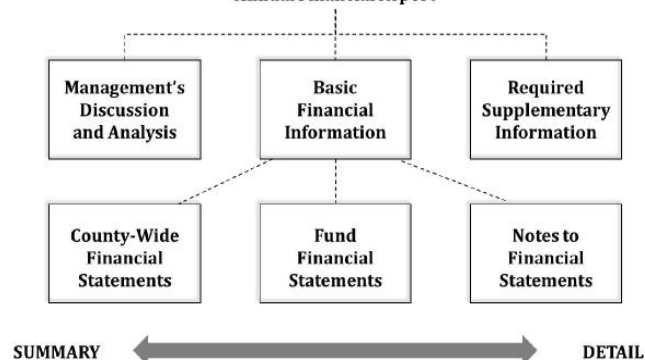 Management's
Discussion
and Analysis
Basic
Financial
Information
Required
Supplementary
Information
County-Wide
Financial
Statements
Fund
Financial
Statements
Notes to
Financial
Statements
SUMMARY
DETAIL